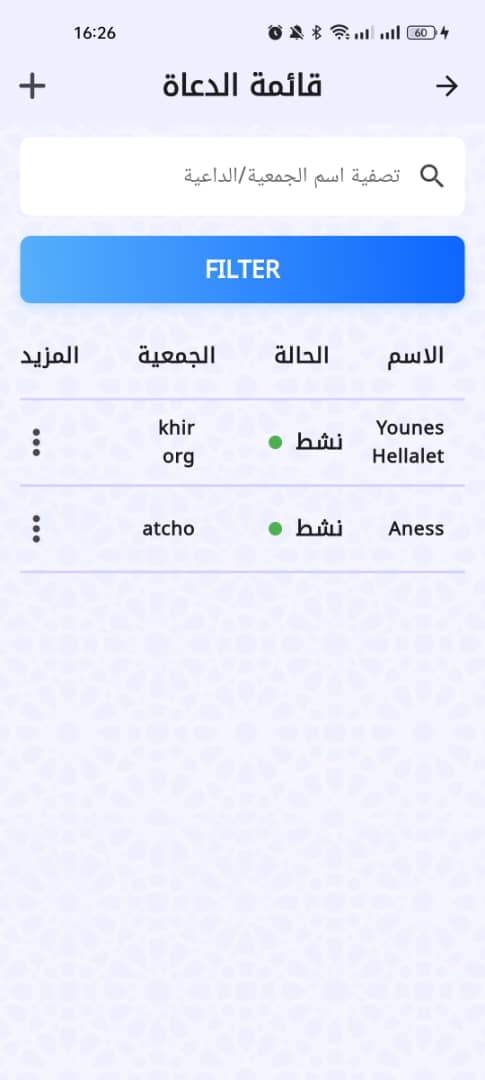 16:26
60
قائمة الدعاة
تصفية اسم الجمعية/الداعية
FILTER
الاسم الحالة الجمعية المزيد
Younes Hellalet نشط khir org
Aness نشط atcho